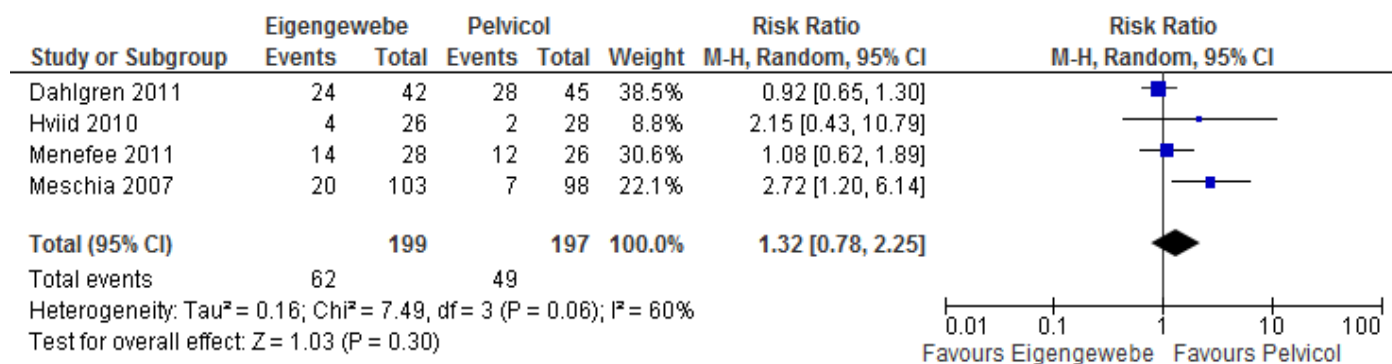 Eigengewebe Pelvicol Risk Ratio Risk Ratio
Study or Subgroup Events Total Events Total Weight M-H, Random, 95% CI M-H, Random, 95% CI
Dahlgren 2011 24 42 28 45 38.5% 0.92 [0.65, 1.30]
Hviid 2010 4 26 2 28 8.8% 2.15 [0.43, 10.79]
Menefee 2011 14 28 12 26 30.6% 1.08 [0.62, 1.89]
Meschia 2007 20 103 7 98 22.1% 2.72 [1.20, 6.14]
Total (95% CI) 199 197 100.0% 1.32 [0.78, 2.25]
Total events 62 49
Heterogeneity: Tau² = 0.16; Chi² = 7.49, df = 3 (P = 0.06); I² = 60%
Test for overall effect: Z = 1.03 (P = 0.30)
0.01 0.1 1 10 100
Favours Eigengewebe Favours Pelvicol